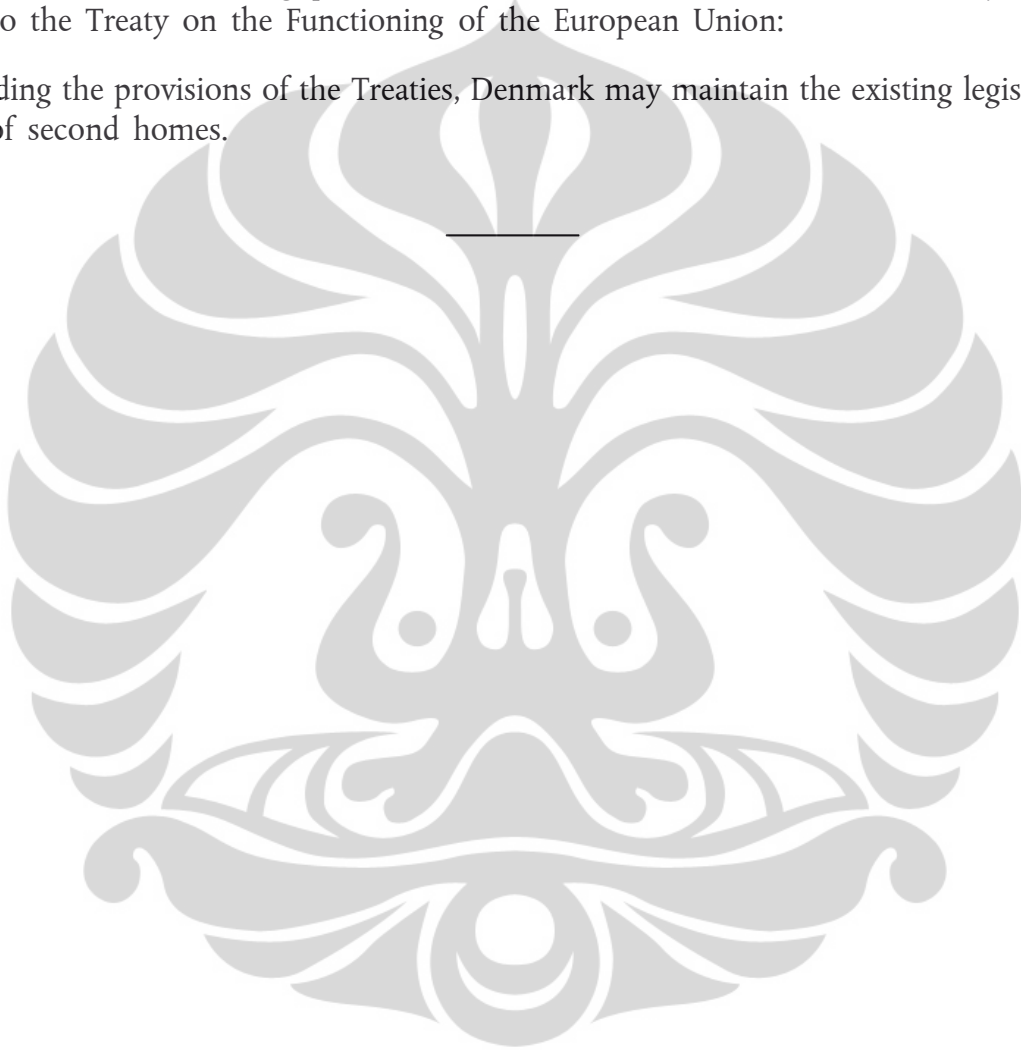 o the Treaty on the Functioning of the European Union:
ding the provisions of the Treaties, Denmark may maintain the existing legis
of second homes.